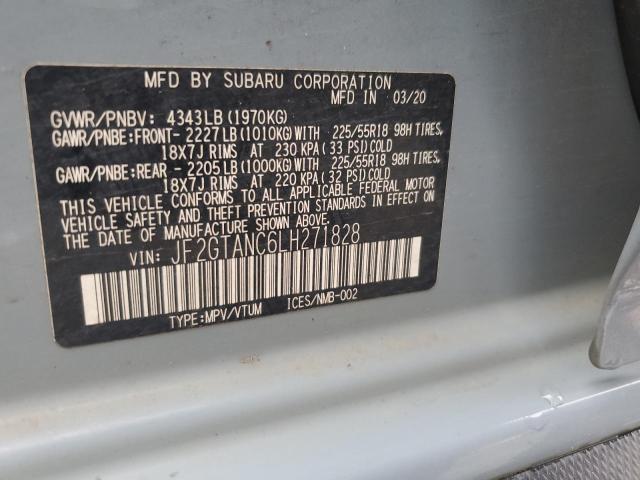 MFD BY SUBARU CORPORATION
MFD IN 03/20
GVWR/PNBV: 4343LB(1970KG)
GAWR/PNBE:FRONT- 2227LB(1010KG)WITH 225/55R18 98H TIRES,
18X7J RIMS AT 230 KPA(33 PSI)COLD
GAWR/PNBE:REAR - 2205LB(1000KG)WITH 225/55R18 98H TIRES,
18X7J RIMS AT 220 KPA(32 PSI)COLD
THIS VEHICLE CONFORMS TO ALL APPLICABLE FEDERAL MOTOR
VEHICLE SAFETY AND THEFT PREVENTION STANDARDS IN EFFECT ON
THE DATE OF MANUFACTURE SHOWN ABOVE.
VIN: JF2GTANC6LH271828
TYPE:MPV/VTUM ICES/NMB-002